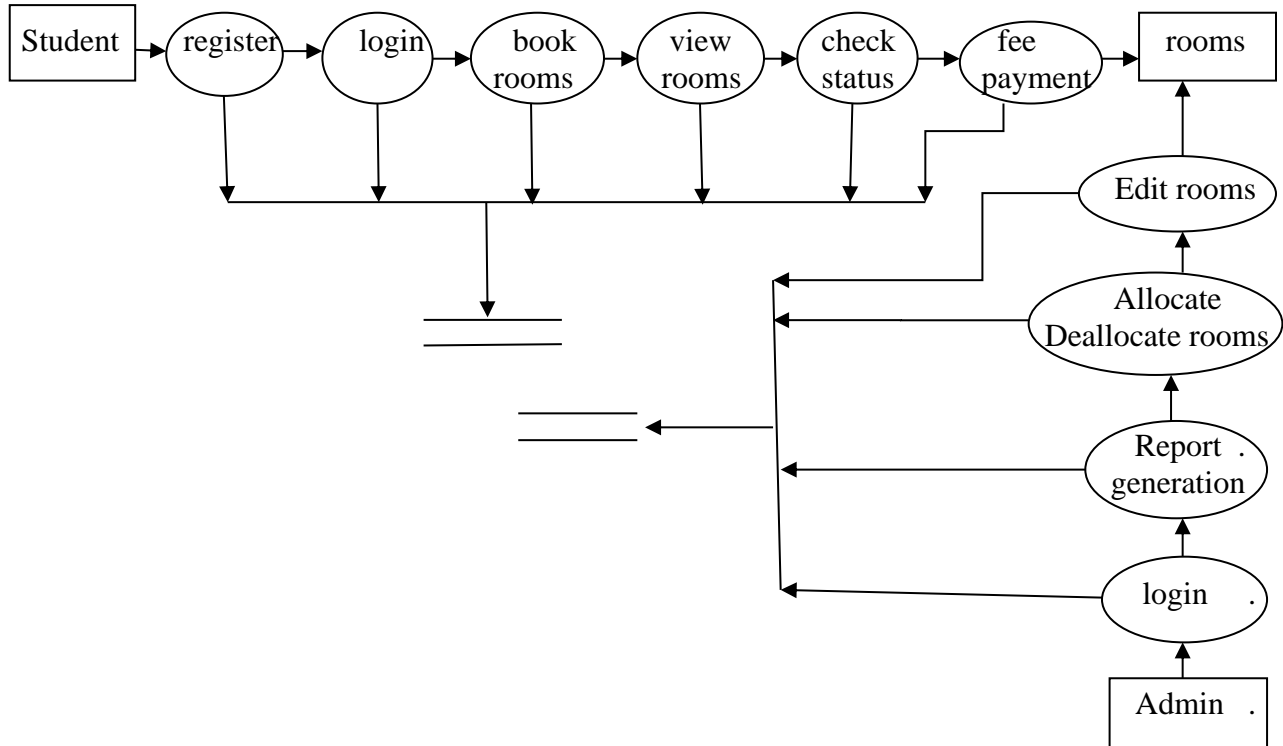 Student
register
login
book
rooms
view
rooms
check
status
fee
payment
rooms
Edit rooms
Allocate
Deallocate rooms
Report .
generation
login .
Admin .